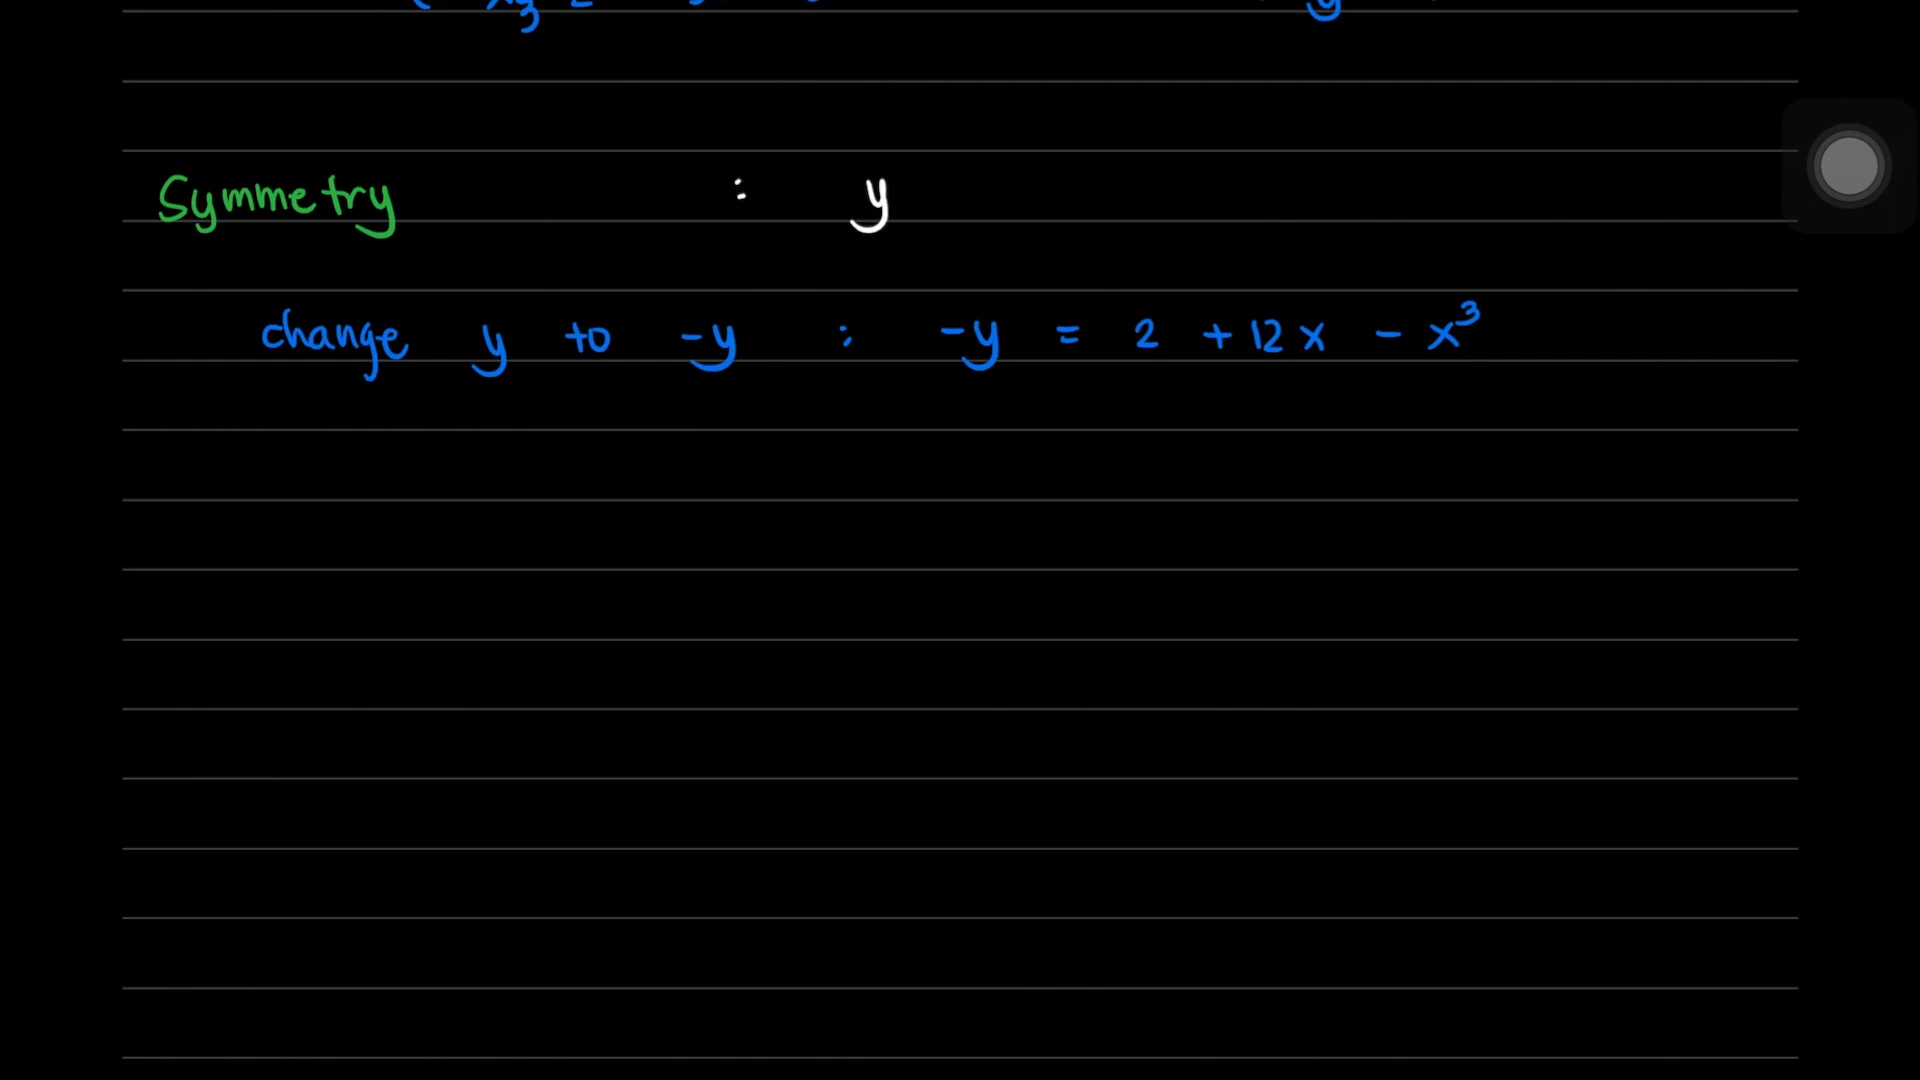 Symmetry : y
change y to -y : -y = 2 + 12x - x³